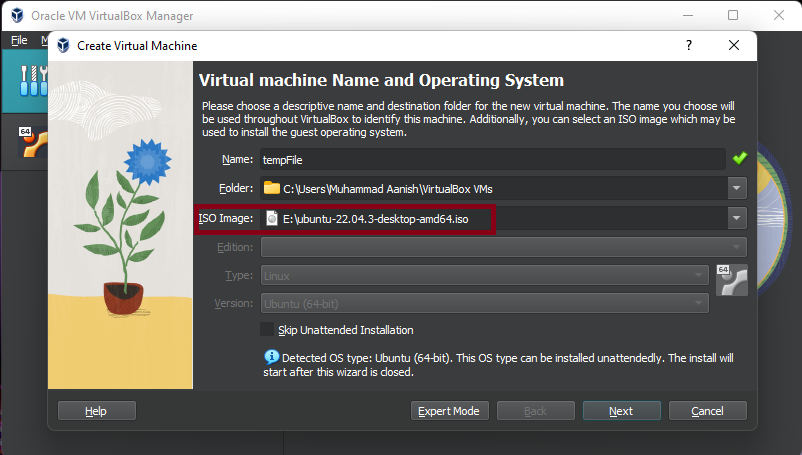 Oracle VM VirtualBox Manager
File M
Create Virtual Machine ?
Virtual machine Name and Operating System
Please choose a descriptive name and destination folder for the new virtual machine. The name you choose will
be used throughout VirtualBox to identify this machine. Additionally, you can select an ISO image which may be
used to install the guest operating system.
Name: tempFile
Folder: C:\Users\Muhammad Aanish\VirtualBox VMs
ISO Image: E:\ubuntu-22.04.3-desktop-amd64.iso
Edition:
Type: Linux
64
Version: Ubuntu (64-bit)
Skip Unattended Installation
Detected OS type: Ubuntu (64-bit). This OS type can be installed unattendedly. The install will
start after this wizard is closed.
Help Expert Mode Back Next Cancel
64